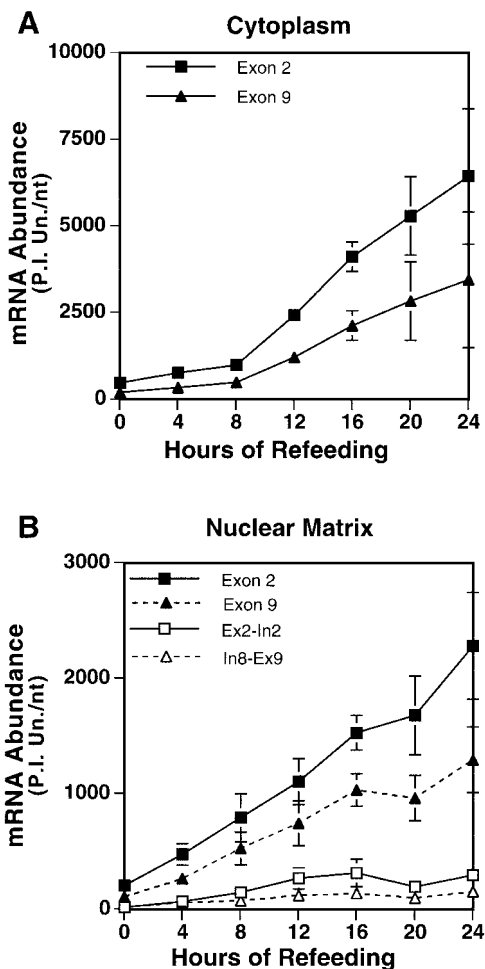 A
Cytoplasm
10000
7500
5000
2500
0
mRNA Abundance
(P.I. Un./nt)
Exon 2
Exon 9
0 4 8 12 16 20 24
Hours of Refeeding
B
Nuclear Matrix
3000
2000
1000
0
mRNA Abundance
(P.I. Un./nt)
Exon 2
Exon 9
Ex2-In2
In8-Ex9
0 4 8 12 16 20 24
Hours of Refeeding